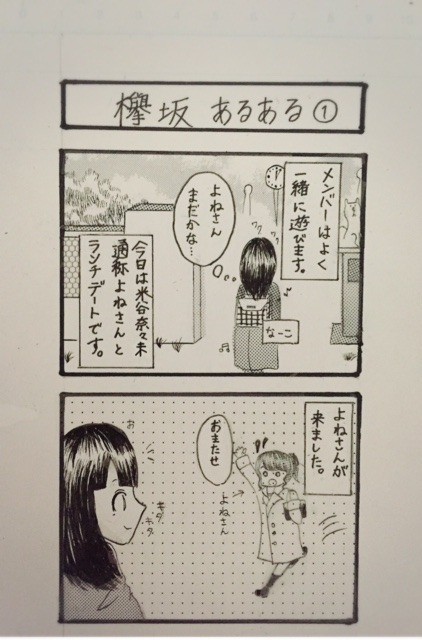 欅坂 あるある①
メンバーはよく
一緒に遊びます。
よねさん
まだかな…
ワク
ワク
なーこ
今日は米谷奈々未
通称よねさんと
ランチデートです。
よねさんが
来ました。
おまたせ
よねさん
お
キタ
キタ